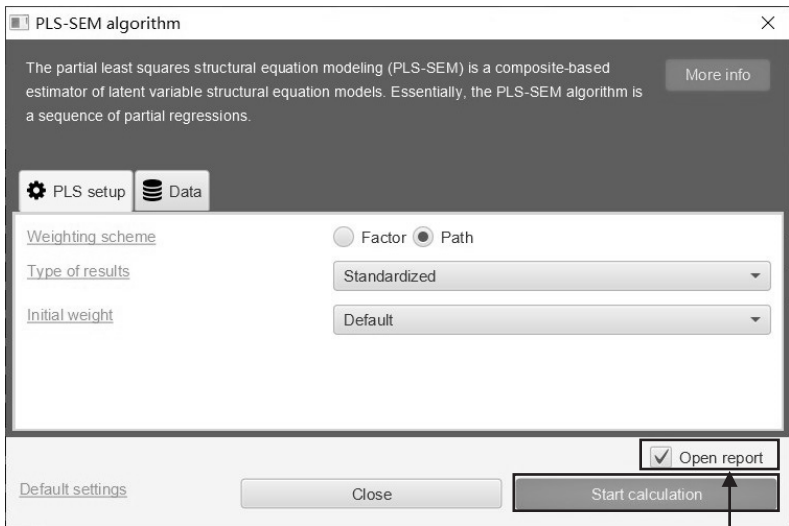 PLS-SEM algorithm
The partial least squares structural equation modeling (PLS-SEM) is a composite-based
estimator of latent variable structural equation models. Essentially, the PLS-SEM algorithm is
a sequence of partial regressions.
More info
PLS setup Data
Weighting scheme Factor Path
Type of results Standardized
Initial weight Default
Open report
Default settings Close Start calculation